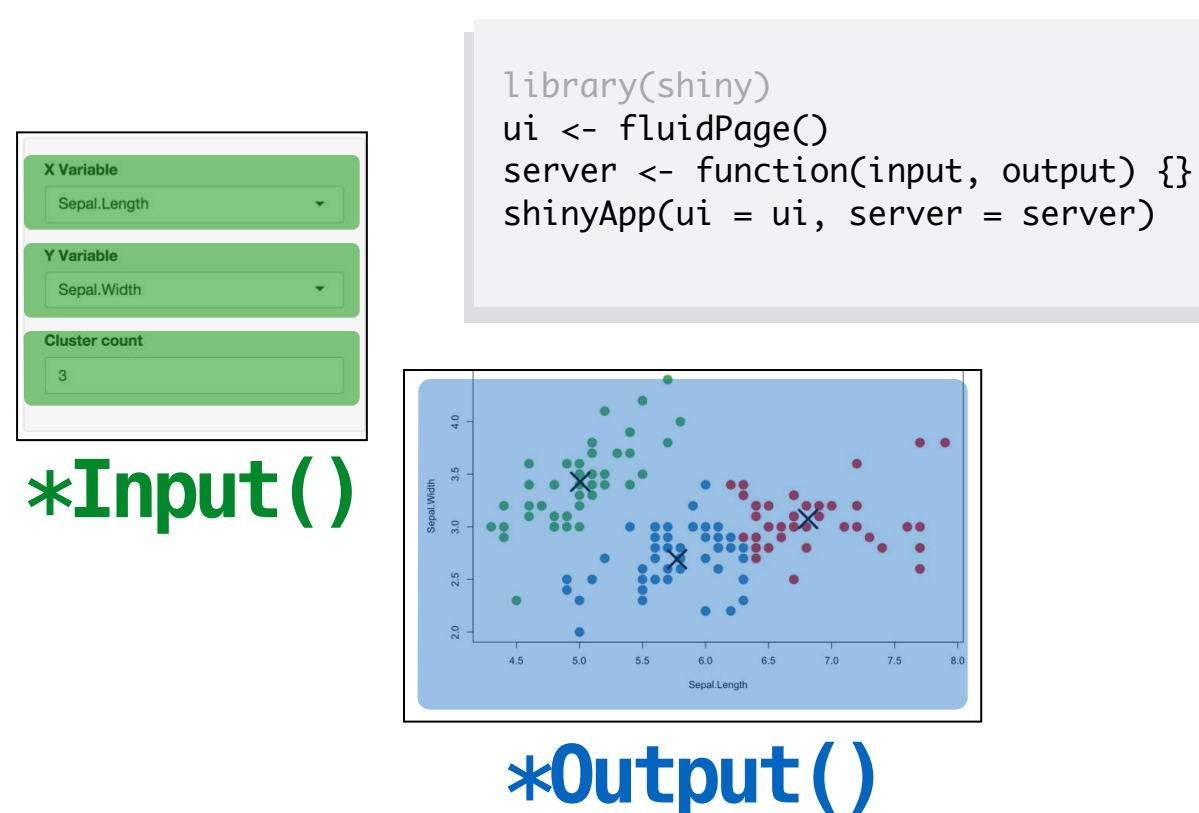 library(shiny)
ui <- fluidPage()
server <- function(input, output) {}
shinyApp(ui = ui, server = server)
X Variable
Sepal.Length
Y Variable
Sepal.Width
Cluster count
3
*Input()
4.0
3.5
3.0
2.5
2.0
Sepal.Width
4.5 5.0 5.5 6.0 6.5 7.0 7.5 8.0
Sepal.Length
*Output()